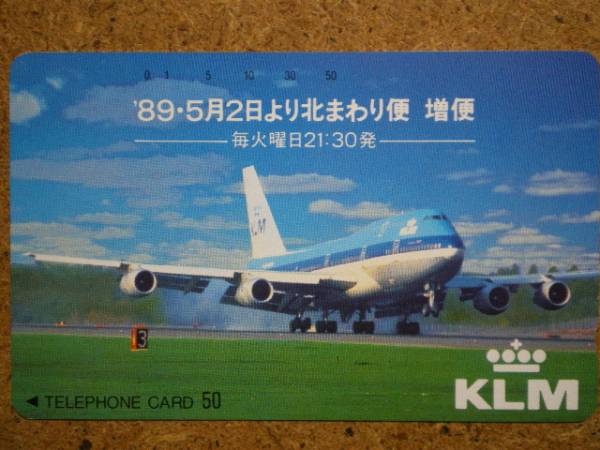 0 1 5 10 30 50
'89・5月2日より北まわり便 増便
毎火曜日21:30発
KLM
3
KLM
◀ TELEPHONE CARD 50